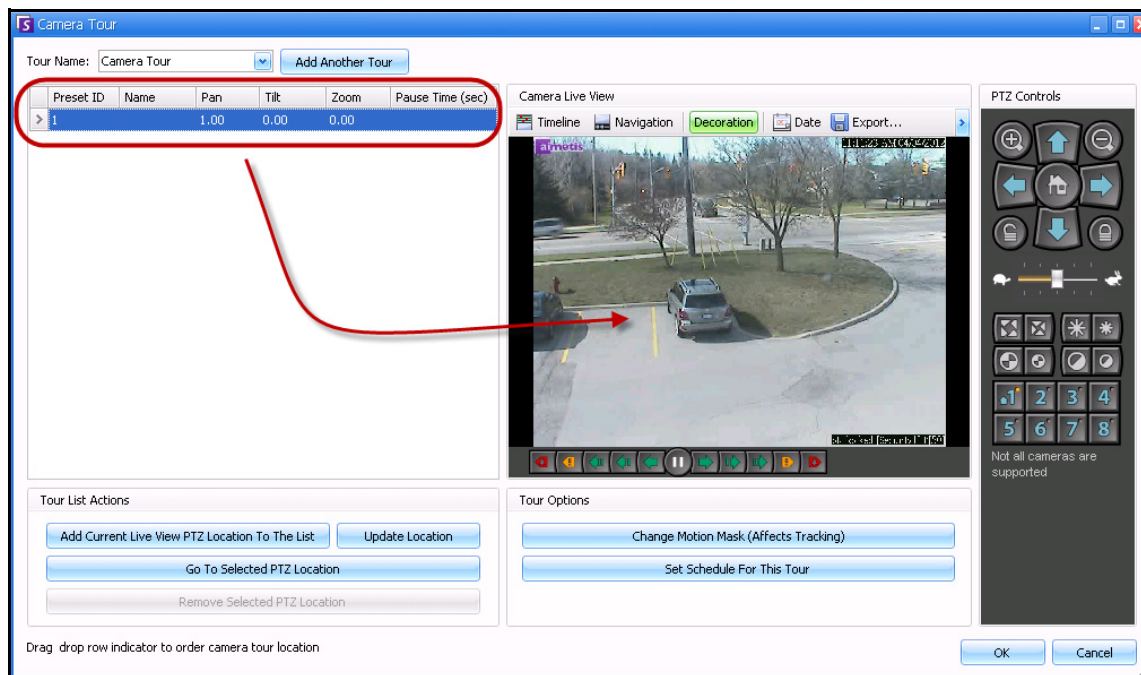 Camera Tour
Tour Name: Camera Tour Add Another Tour
Preset ID Name Pan Tilt Zoom Pause Time (sec)
1 1.00 0.00 0.00
Camera Live View
Timeline Navigation Decoration Date Export...
aimetis
04/04/2012
PTZ Controls
1 2 3 4
5 6 7 8
Not all cameras are
supported
Tour List Actions
Add Current Live View PTZ Location To The List Update Location
Go To Selected PTZ Location
Remove Selected PTZ Location
Tour Options
Change Motion Mask (Affects Tracking)
Set Schedule For This Tour
Drag drop row indicator to order camera tour location
OK Cancel